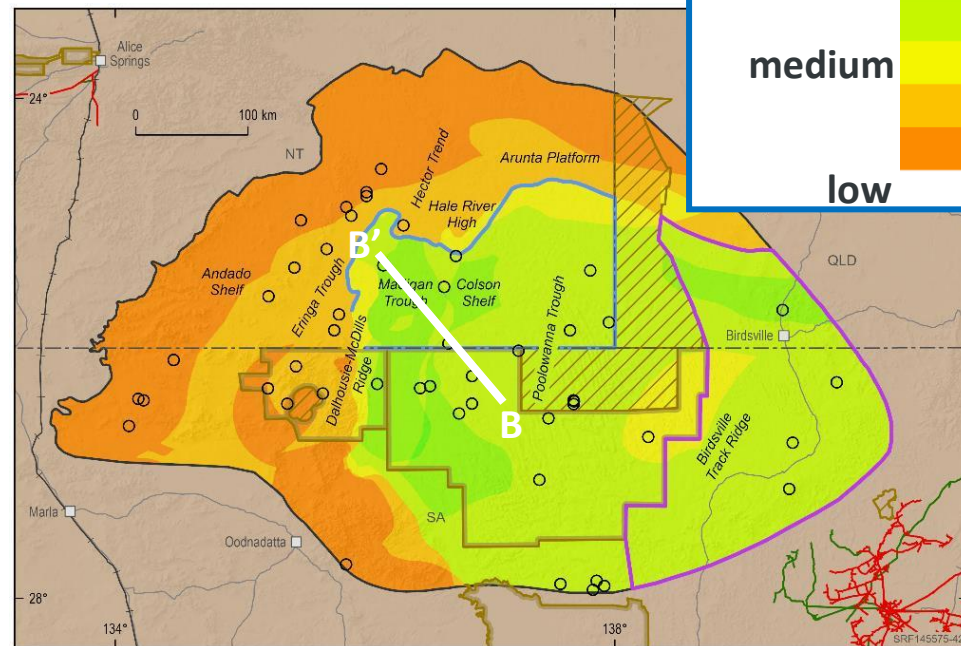 medium
low
Alice
Springs
24°
0
100 km
NT
Hector Trend
Arunta Platform
Hale River
High
B'
QLD
Andado
Shelf
Eringa Trough
Madigan
Trough
Colson
Shelf
Poolowanna Trough
Birdsville
Dalhousie-McDills
Ridge
B
Birdsville
Track Ridge
Marla
SA
Oodnadatta
28°
134°
138°
SRF145575-42